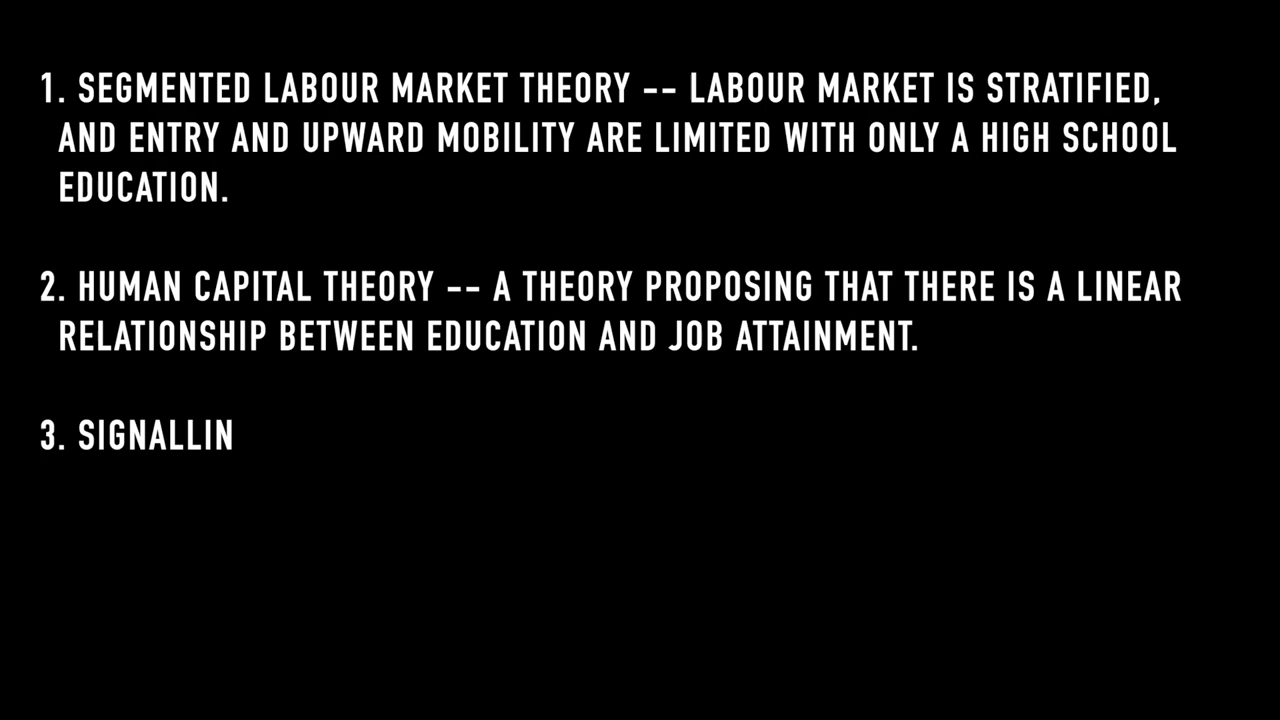 1. SEGMENTED LABOUR MARKET THEORY -- LABOUR MARKET IS STRATIFIED,
AND ENTRY AND UPWARD MOBILITY ARE LIMITED WITH ONLY A HIGH SCHOOL
EDUCATION.
2. HUMAN CAPITAL THEORY -- A THEORY PROPOSING THAT THERE IS A LINEAR
RELATIONSHIP BETWEEN EDUCATION AND JOB ATTAINMENT.
3. SIGNALLIN